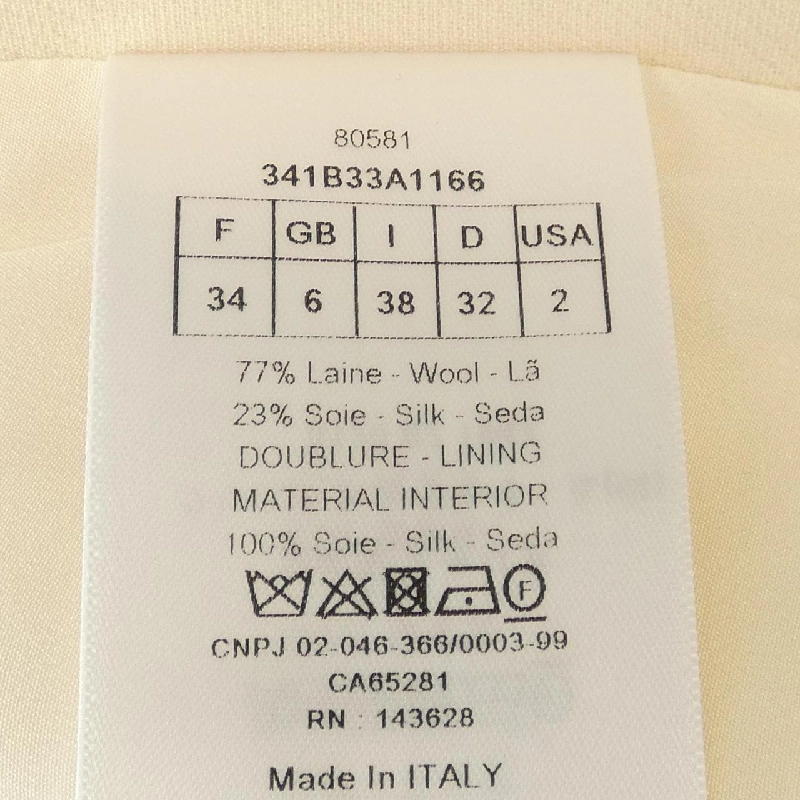 80581
341B33A1166
F GB I D USA
34 6 38 32 2
77% Laine - Wool - Lã
23% Soie - Silk - Seda
DOUBLURE - LINING
MATERIAL INTERIOR
100% Soie - Silk - Seda
F
CNPJ 02-046-366/0003-99
CA65281
RN : 143628
Made In ITALY